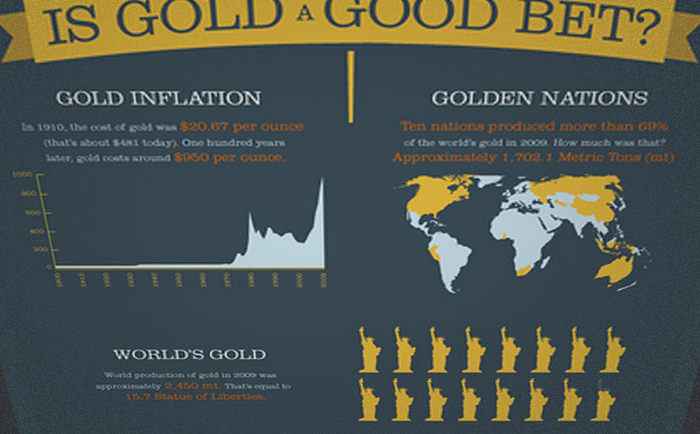 IS GOLD A GOOD BET?
GOLD INFLATION
In 1910, the cost of gold was $20.67 per ounce
(that's about $481 today). One hundred years
later, gold costs around $950 per ounce.
GOLDEN NATIONS
Ten nations produced more than 69%
of the world's gold in 2009. How much was that?
Approximately 1,702.1 Metric Tons (mt)
1000
800
600
400
200
0
1900
1910
1920
1930
1940
1950
1960
1970
1980
1990
2000
2009
WORLD'S GOLD
World production of gold in 2009 was
approximately 2,450 mt. That's equal to
15.7 Statue of Liberties.